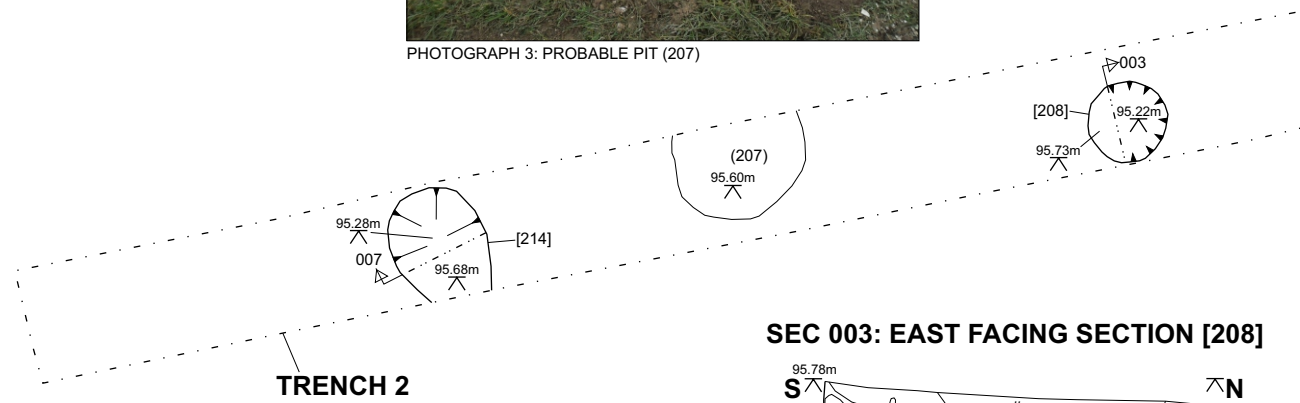 PHOTOGRAPH 3: PROBABLE PIT (207)
003
[208]
95.22m
95.73m
(207)
95.60m
95.28m
[214]
007
95.68m
TRENCH 2
SEC 003: EAST FACING SECTION [208]
95.78m
S
N